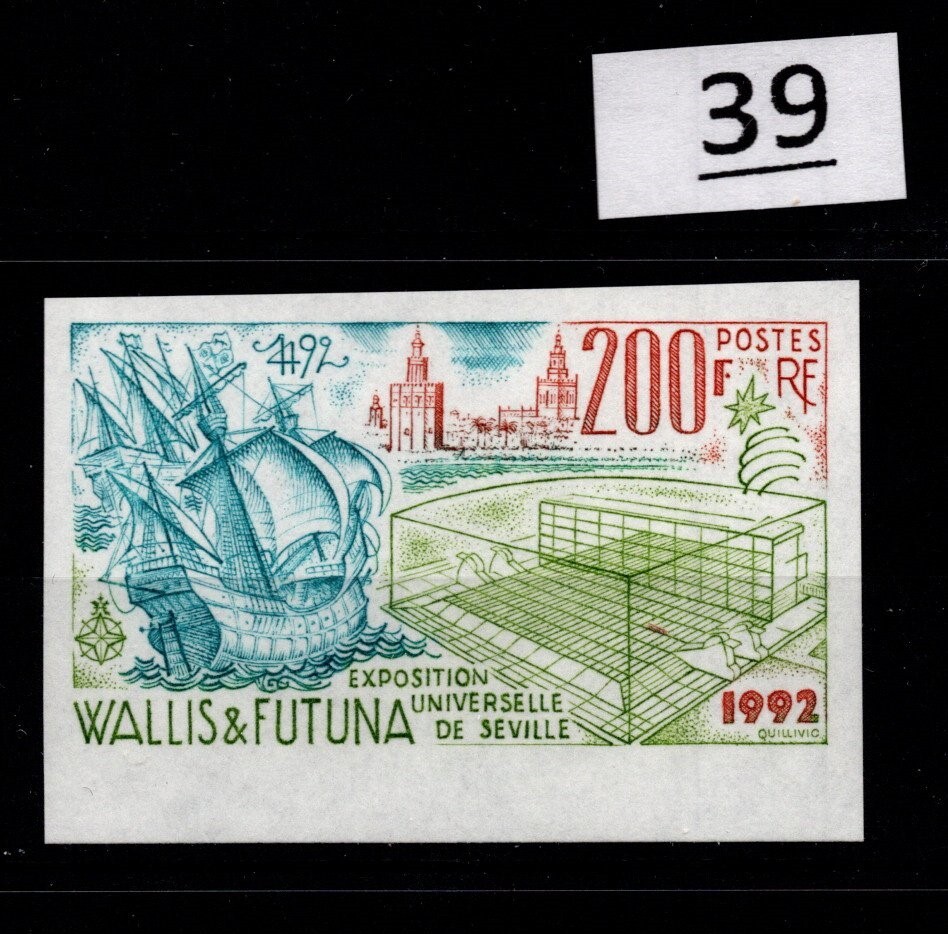 39
1492
200F
POSTES
RF
EXPOSITION
UNIVERSELLE
DE SEVILLE
WALLIS & FUTUNA
1992
QUILLIVIC